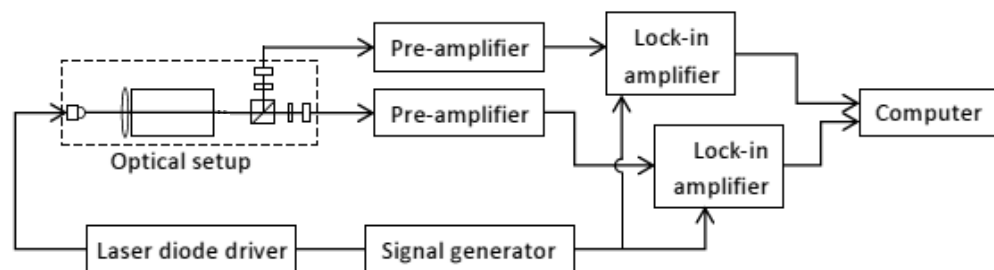 Pre-amplifier
Lock-in
amplifier
Pre-amplifier
Computer
Lock-in
amplifier
Optical setup
Laser diode driver
Signal generator